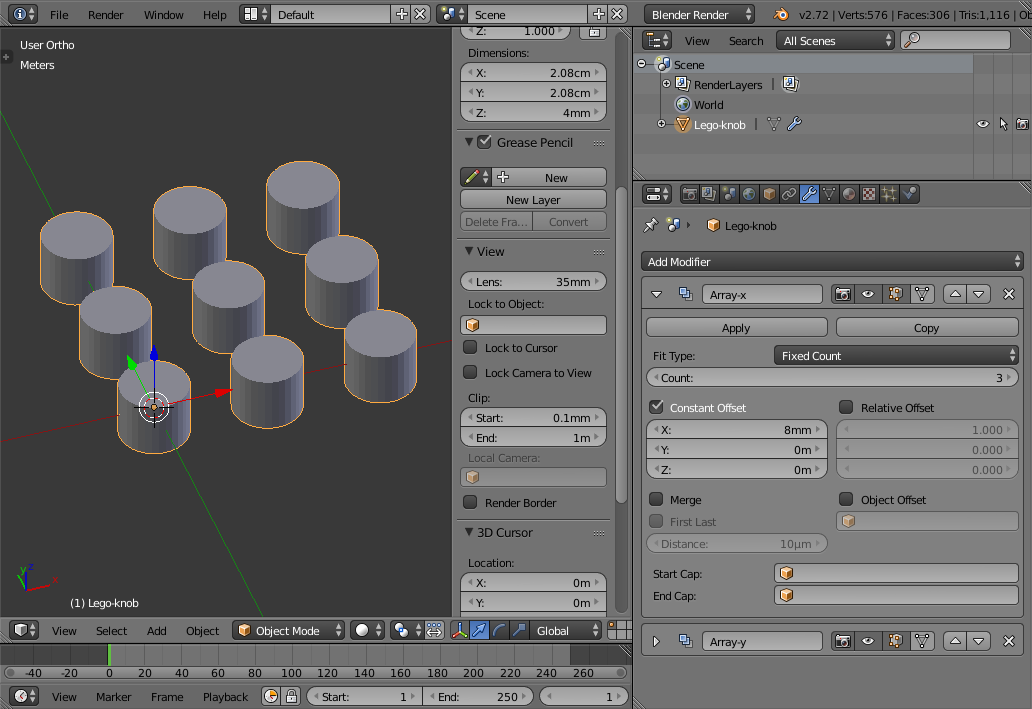 File Render Window Help Default Scene Blender Render v2.72 | Verts:576 | Faces:306 | Tris:1,116 | O
User Ortho
Meters
(1) Lego-knob
View Select Add Object Object Mode Global
Z: 1.000
Dimensions:
X: 2.08cm
Y: 2.08cm
Z: 4mm
Grease Pencil
New
New Layer
Delete Fra... Convert
View
Lens: 35mm
Lock to Object:
Lock to Cursor
Lock Camera to View
Clip:
Start: 0.1mm
End: 1m
Local Camera:
Render Border
3D Cursor
Location:
X: 0m
Y: 0m
-40 -20 0 20 40 60 80 100 120 140 160 180 200 220 240 260
View Marker Frame Playback Start: 1 End: 250 1
View Search All Scenes
Scene
RenderLayers |
World
Lego-knob |
Lego-knob
Add Modifier
Array-x
Apply Copy
Fit Type: Fixed Count
Count: 3
Constant Offset Relative Offset
X: 8mm 1.000
Y: 0m 0.000
Z: 0m 0.000
Merge Object Offset
First Last
Distance: 10µm
Start Cap:
End Cap:
Array-y